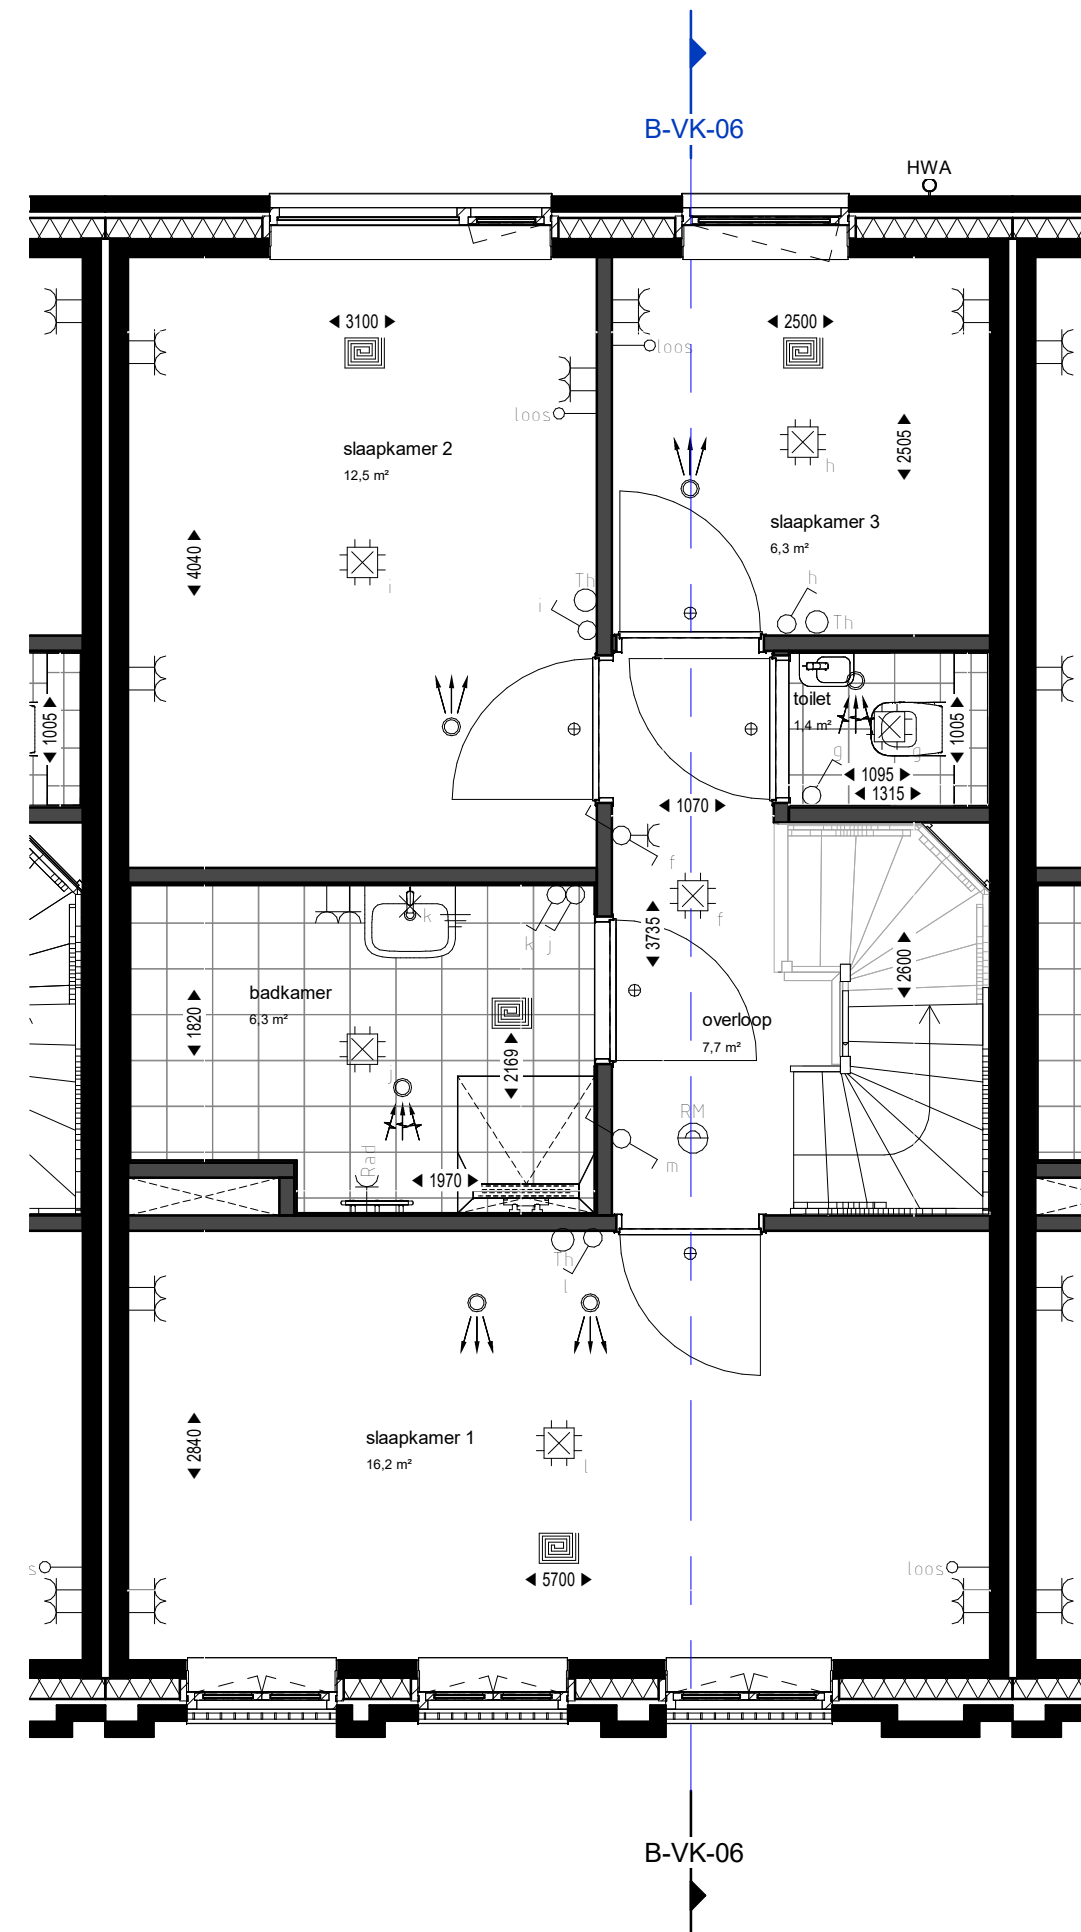 B-VK-06
HWA
3100
2500
loos
loos
2505
slaapkamer 2
12,5 m²
h
slaapkamer 3
6,3 m²
4040
i
Th
i
h
Th
1005
toilet
1,4 m²
1005
g
g
1095
1315
1070
f
f
3735
k
k j
2600
badkamer
6,3 m²
1820
overloop
7,7 m²
2169
j
RM
Rad
m
1970
Th
l
2840
slaapkamer 1
16,2 m²
l
s
loos
5700
B-VK-06